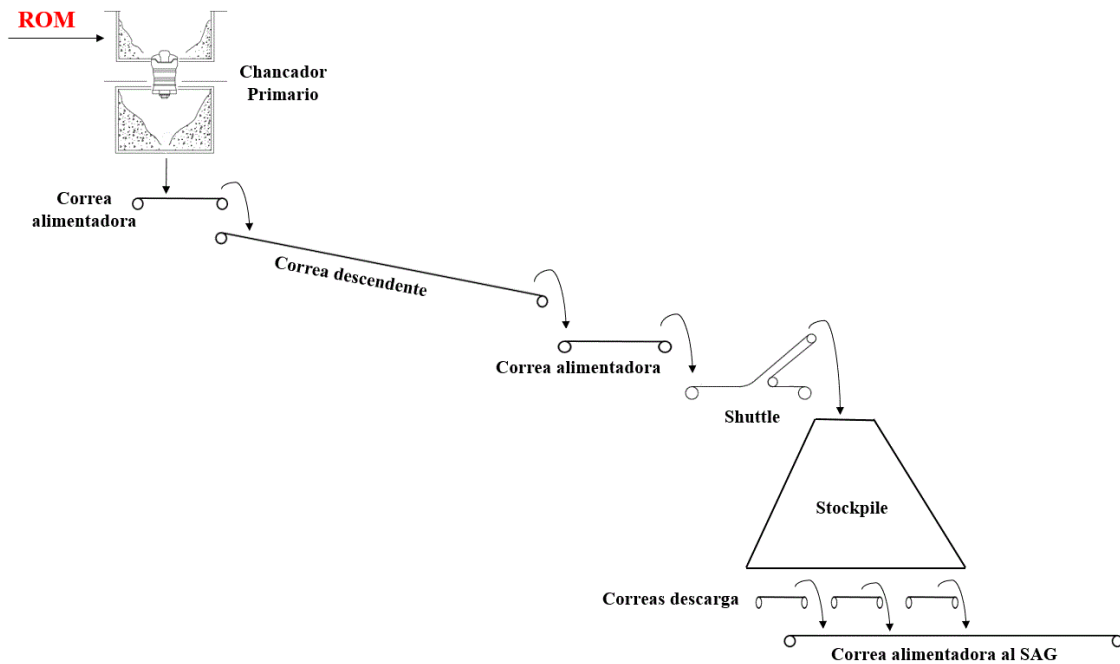 ROM
Chancador
Primario
Correa
alimentadora
Correa descendente
Correa alimentadora
Shuttle
Stockpile
Correas descarga
Correa alimentadora al SAG